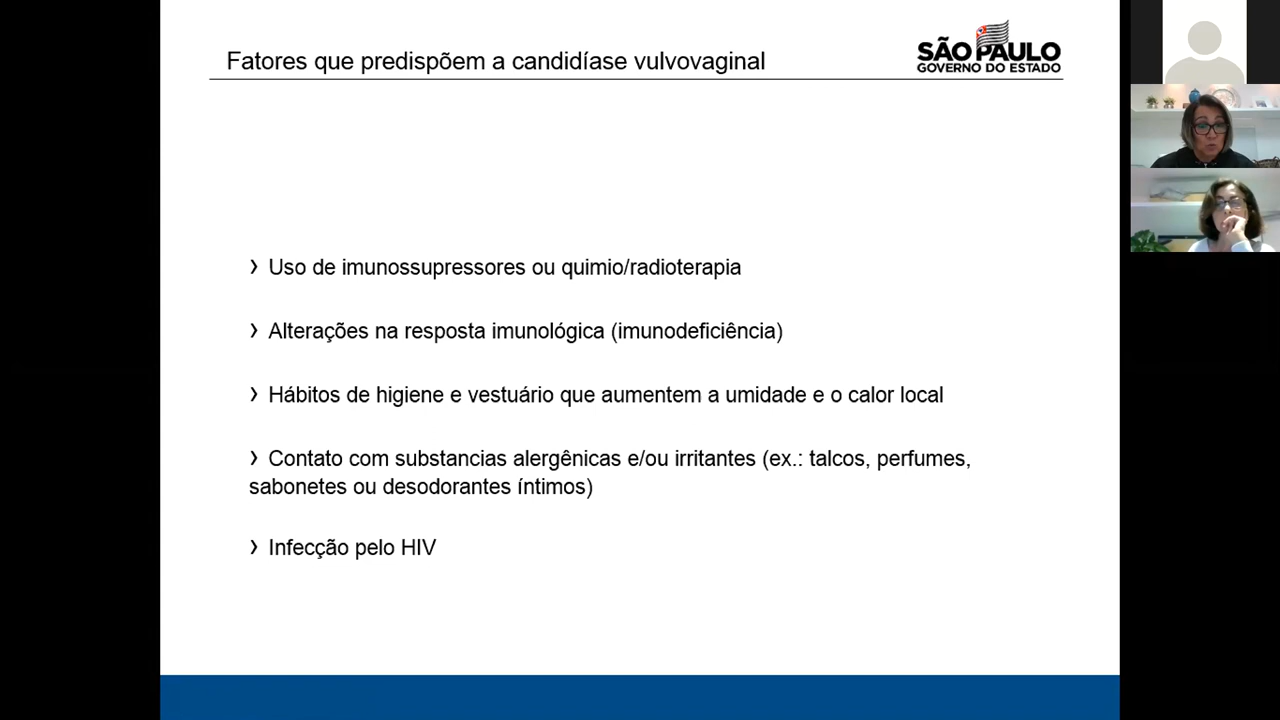 Fatores que predispõem a candidíase vulvovaginal
SÃO PAULO
GOVERNO DO ESTADO
› Uso de imunossupressores ou quimio/radioterapia
› Alterações na resposta imunológica (imunodeficiência)
› Hábitos de higiene e vestuário que aumentem a umidade e o calor local
› Contato com substancias alergênicas e/ou irritantes (ex.: talcos, perfumes,
sabonetes ou desodorantes íntimos)
› Infecção pelo HIV